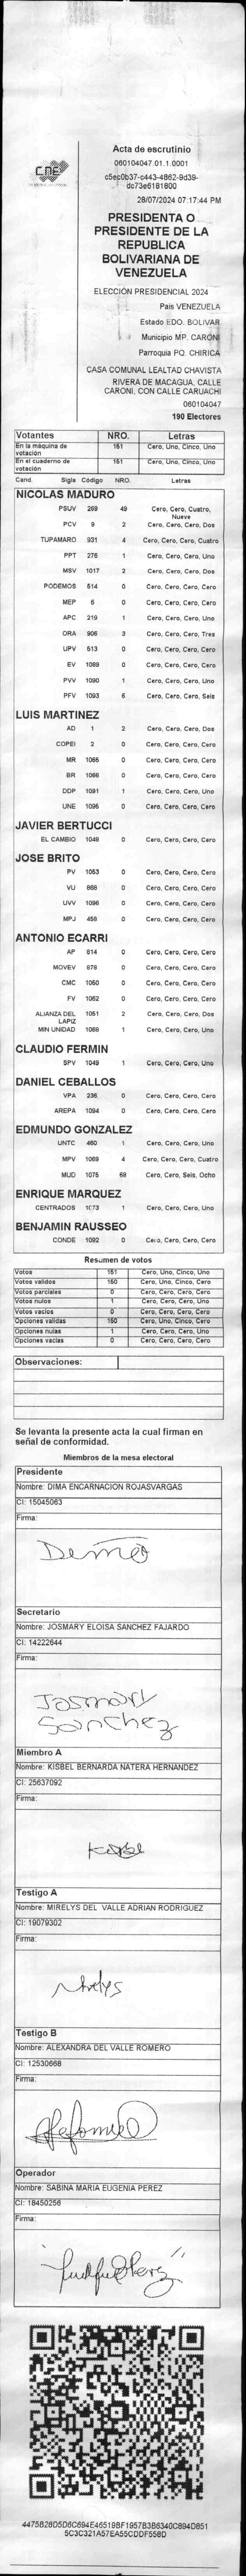 CNE
Acta de escrutinio
060104047.01.1.0001
c5ec0b37-c443-4862-9d39-
dc73e6181800
28/07/2024 07:17:44 PM
PRESIDENTA O
PRESIDENTE DE LA
REPUBLICA
BOLIVARIANA DE
VENEZUELA
ELECCIÓN PRESIDENCIAL 2024
Pais VENEZUELA
Estado EDO. BOLIVAR
Municipio MP. CARONI
Parroquia PQ. CHIRICA
CASA COMUNAL LEALTAD CHAVISTA
RIVERA DE MACAGUA, CALLE
CARONI, CON CALLE CARUACHI
060104047
190 Electores
Votantes NRO. Letras
En la máquina de votación 151 Cero, Uno, Cinco, Uno
En el cuaderno de votación 151 Cero, Uno, Cinco, Uno
Cand. Sigla Código NRO. Letras
NICOLAS MADURO
PSUV 269 49 Cero, Cero, Cuatro, Nueve
PCV 9 2 Cero, Cero, Cero, Dos
TUPAMARO 931 4 Cero, Cero, Cero, Cuatro
PPT 276 1 Cero, Cero, Cero, Uno
MSV 1017 2 Cero, Cero, Cero, Dos
PODEMOS 514 0 Cero, Cero, Cero, Cero
MEP 6 0 Cero, Cero, Cero, Cero
APC 219 1 Cero, Cero, Cero, Uno
ORA 906 3 Cero, Cero, Cero, Tres
UPV 513 0 Cero, Cero, Cero, Cero
EV 1089 0 Cero, Cero, Cero, Cero
PVV 1090 1 Cero, Cero, Cero, Uno
PFV 1093 6 Cero, Cero, Cero, Seis
LUIS MARTINEZ
AD 1 2 Cero, Cero, Cero, Dos
COPEI 2 0 Cero, Cero, Cero, Cero
MR 1065 0 Cero, Cero, Cero, Cero
BR 1066 0 Cero, Cero, Cero, Cero
DDP 1091 1 Cero, Cero, Cero, Uno
UNE 1095 0 Cero, Cero, Cero, Cero
JAVIER BERTUCCI
EL CAMBIO 1048 0 Cero, Cero, Cero, Cero
JOSE BRITO
PV 1053 0 Cero, Cero, Cero, Cero
VU 868 0 Cero, Cero, Cero, Cero
UVV 1096 0 Cero, Cero, Cero, Cero
MPJ 458 0 Cero, Cero, Cero, Cero
ANTONIO ECARRI
AP 814 0 Cero, Cero, Cero, Cero
MOVEV 878 0 Cero, Cero, Cero, Cero
CMC 1050 0 Cero, Cero, Cero, Cero
FV 1062 0 Cero, Cero, Cero, Cero
ALIANZA DEL LAPIZ 1051 2 Cero, Cero, Cero, Dos
MIN UNIDAD 1068 1 Cero, Cero, Cero, Uno
CLAUDIO FERMIN
SPV 1049 1 Cero, Cero, Cero, Uno
DANIEL CEBALLOS
VPA 236 0 Cero, Cero, Cero, Cero
AREPA 1094 0 Cero, Cero, Cero, Cero
EDMUNDO GONZALEZ
UNTC 460 1 Cero, Cero, Cero, Uno
MPV 1069 4 Cero, Cero, Cero, Cuatro
MUD 1075 68 Cero, Cero, Seis, Ocho
ENRIQUE MARQUEZ
CENTRADOS 1073 1 Cero, Cero, Cero, Uno
BENJAMIN RAUSSEO
CONDE 1092 0 Cero, Cero, Cero, Cero
Resumen de votos
Votos 151 Cero, Uno, Cinco, Uno
Votos validos 150 Cero, Uno, Cinco, Cero
Votos parciales 0 Cero, Cero, Cero, Cero
Votos nulos 1 Cero, Cero, Cero, Uno
Votos vacios 0 Cero, Cero, Cero, Cero
Opciones validas 150 Cero, Uno, Cinco, Cero
Opciones nulas 1 Cero, Cero, Cero, Uno
Opciones vacias 0 Cero, Cero, Cero, Cero
Observaciones:
Se levanta la presente acta la cual firman en
señal de conformidad.
Miembros de la mesa electoral
Presidente
Nombre: DIMA ENCARNACION ROJASVARGAS
CI: 15045063
Firma:
Secretario
Nombre: JOSMARY ELOISA SANCHEZ FAJARDO
CI: 14222644
Firma:
Josmary
Sanchez
Miembro A
Nombre: KISBEL BERNARDA NATERA HERNANDEZ
CI: 25637092
Firma:
Kisbel
Testigo A
Nombre: MIRELYS DEL VALLE ADRIAN RODRIGUEZ
CI: 19079302
Firma:
Mirelys
Testigo B
Nombre: ALEXANDRA DEL VALLE ROMERO
CI: 12530668
Firma:
Operador
Nombre: SABINA MARIA EUGENIA PEREZ
CI: 18450256
Firma:
4475B28D5D6C694E46519BF1957B3B6340C894D851
5C3C321A57EA55CDDF558D